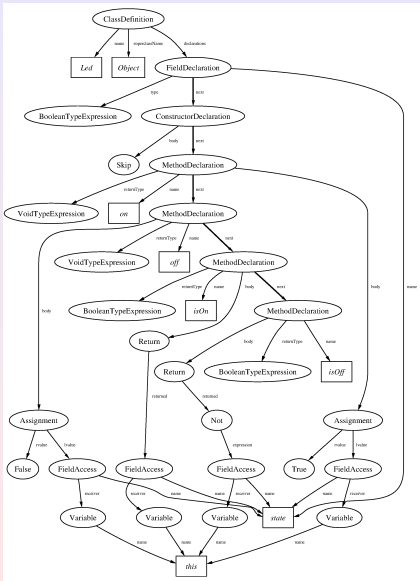 ClassDefinition
name superclassName declarations
Led Object FieldDeclaration
type next
BooleanTypeExpression ConstructorDeclaration
body next
Skip MethodDeclaration
returnType name next
VoidTypeExpression on MethodDeclaration
returnType name next
VoidTypeExpression off MethodDeclaration
body name
returnType name body next
BooleanTypeExpression isOn MethodDeclaration
body
Return body returnType name
Return BooleanTypeExpression isOff
returned returned
Assignment Not Assignment
rvalue lvalue expression rvalue lvalue
False FieldAccess FieldAccess FieldAccess True FieldAccess
receiver name receiver name receiver name name receiver
Variable Variable Variable state Variable
name name name name
this